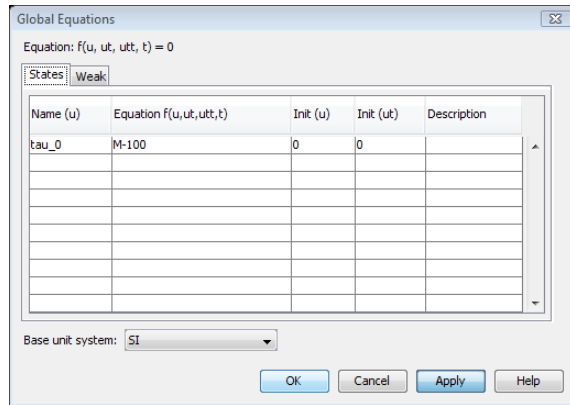 Global Equations
Equation: f(u, ut, utt, t) = 0
States Weak
Name (u) Equation f(u,ut,utt,t) Init (u) Init (ut) Description
tau_0 M-100 0 0
Base unit system: SI
OK Cancel Apply Help